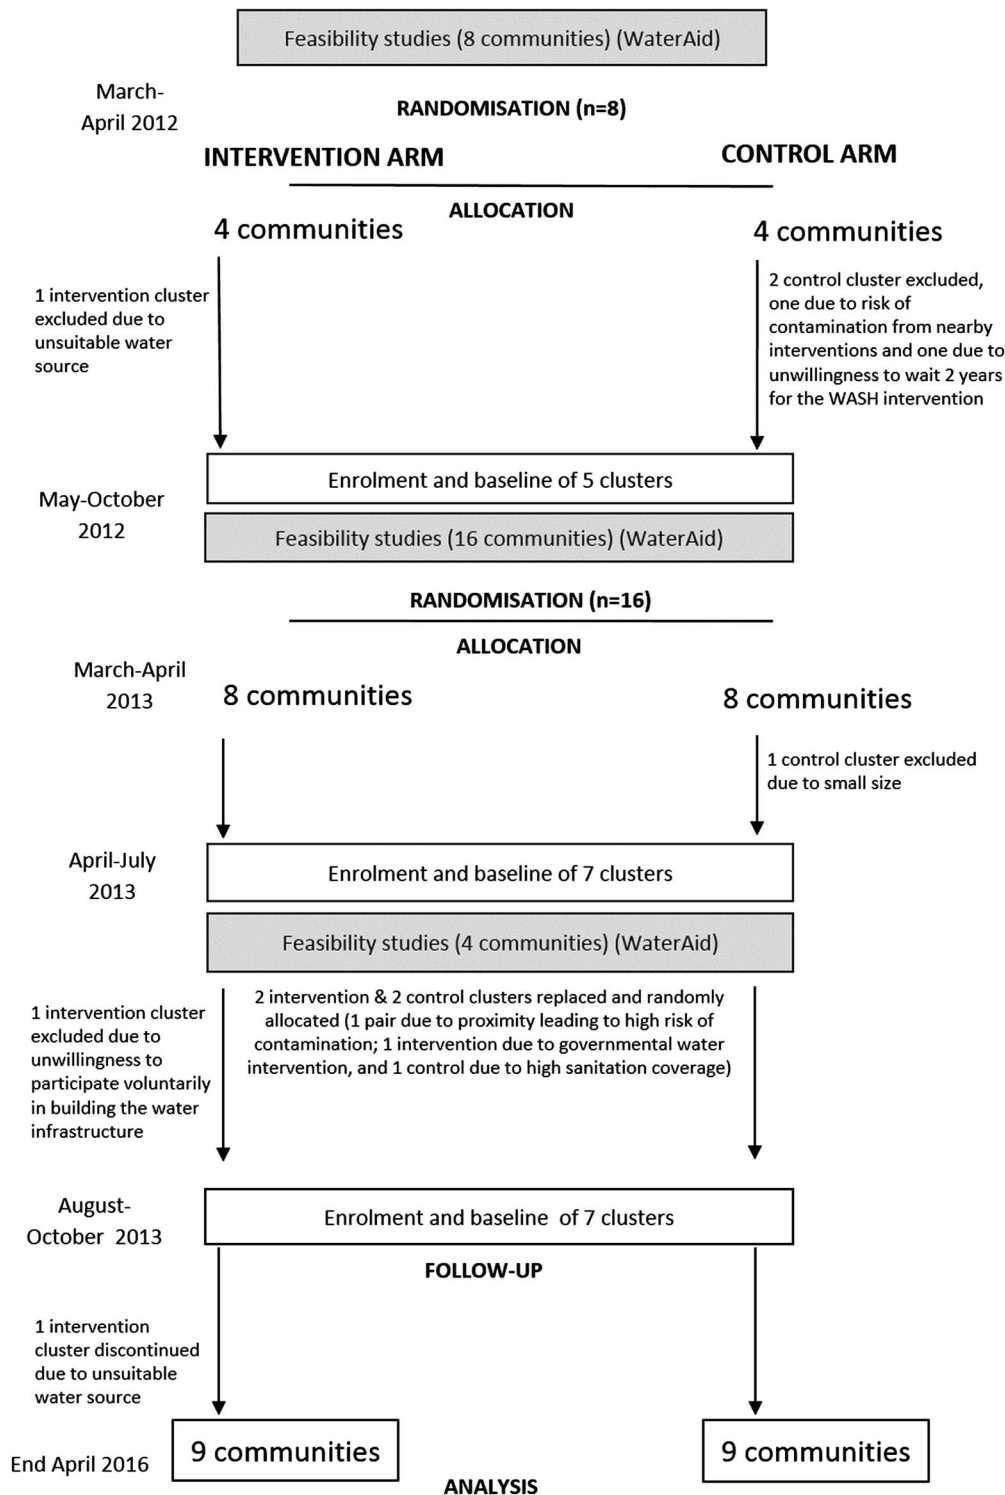 Feasibility studies (8 communities) (WaterAid)
March-
April 2012
RANDOMISATION (n=8)
INTERVENTION ARM
CONTROL ARM
ALLOCATION
4 communities
4 communities
1 intervention cluster
excluded due to
unsuitable water
source
2 control cluster excluded,
one due to risk of
contamination from nearby
interventions and one due to
unwillingness to wait 2 years
for the WASH intervention
Enrolment and baseline of 5 clusters
May-October
2012
Feasibility studies (16 communities) (WaterAid)
RANDOMISATION (n=16)
ALLOCATION
March-April
2013
8 communities
8 communities
1 control cluster excluded
due to small size
April-July
2013
Enrolment and baseline of 7 clusters
Feasibility studies (4 communities) (WaterAid)
1 intervention cluster
excluded due to
unwillingness to
participate voluntarily
in building the water
infrastructure
2 intervention & 2 control clusters replaced and randomly
allocated (1 pair due to proximity leading to high risk of
contamination; 1 intervention due to governmental water
intervention, and 1 control due to high sanitation coverage)
August-
October 2013
Enrolment and baseline of 7 clusters
FOLLOW-UP
1 intervention
cluster discontinued
due to unsuitable
water source
End April 2016
9 communities
9 communities
ANALYSIS